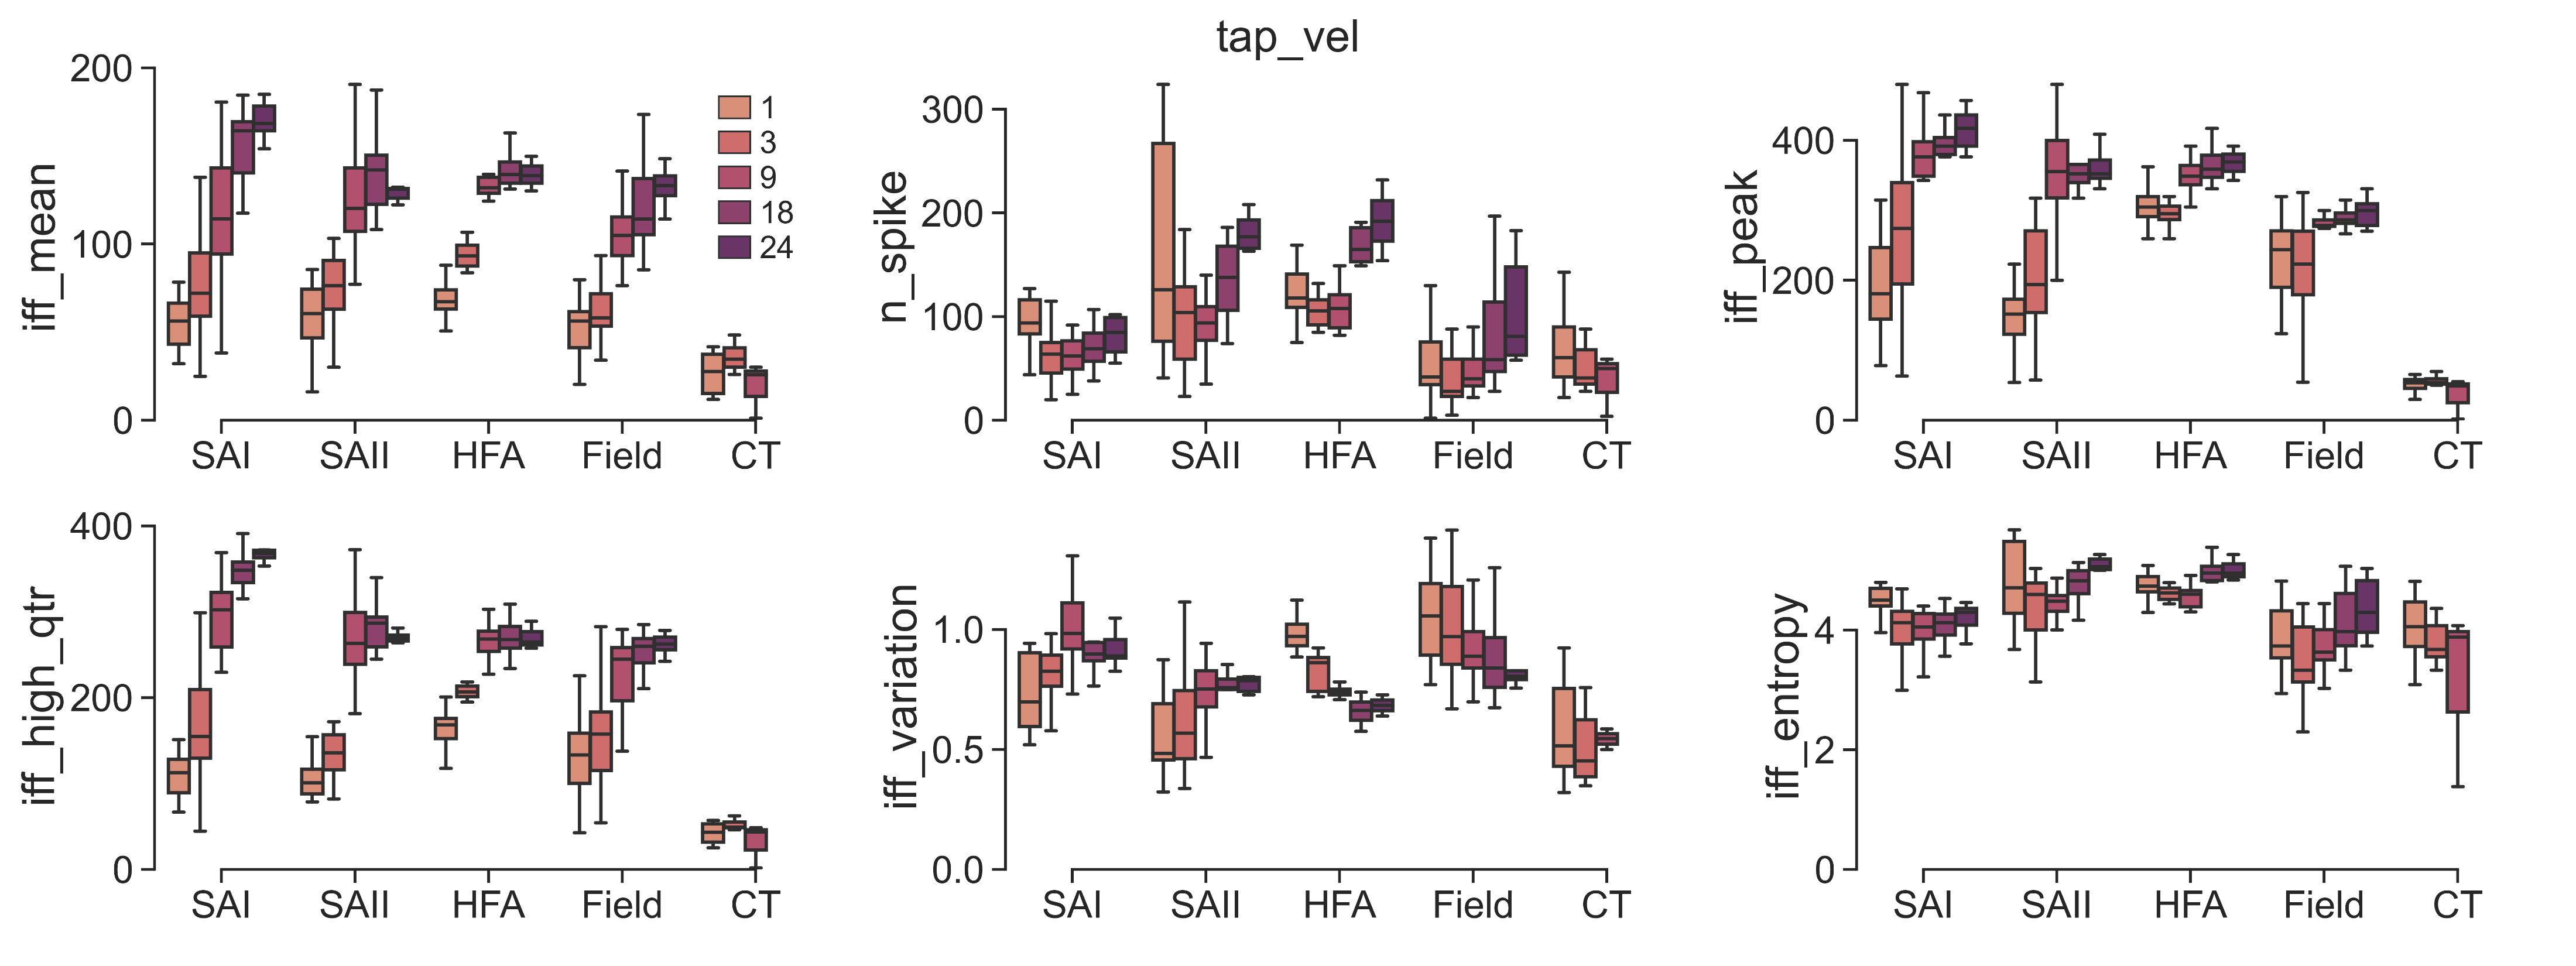 tap_vel
iff_mean
200
100
0
SAI SAII HFA Field CT
1
3
9
18
24
n_spike
300
200
100
0
SAI SAII HFA Field CT
iff_peak
400
200
0
SAI SAII HFA Field CT
iff_high_qtr
400
200
0
SAI SAII HFA Field CT
iff_variation
1.0
0.5
0.0
SAI SAII HFA Field CT
iff_entropy
4
2
0
SAI SAII HFA Field CT